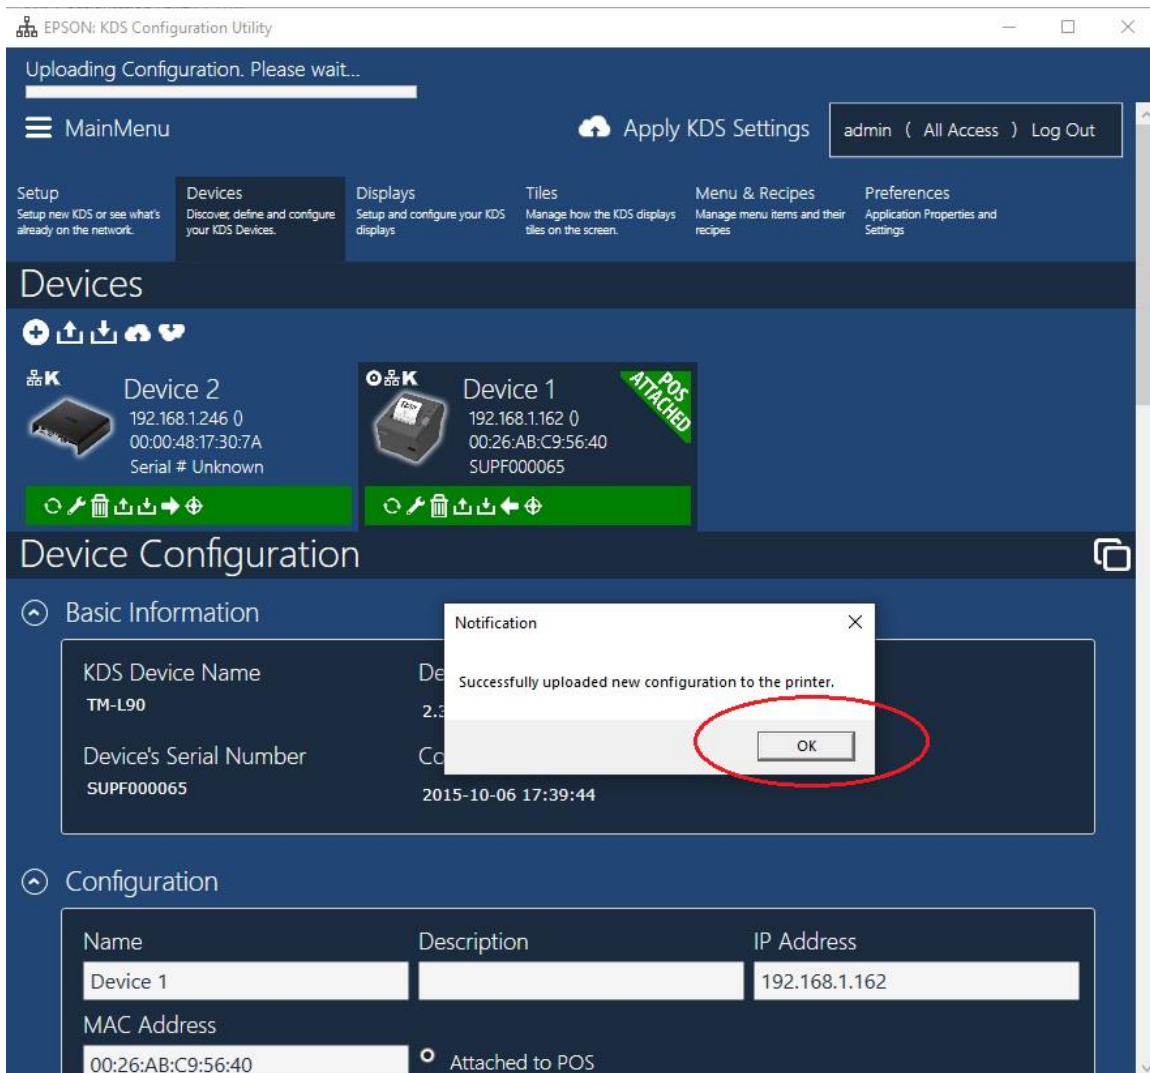 EPSON: KDS Configuration Utility
Uploading Configuration. Please wait...
MainMenu
Apply KDS Settings
admin ( All Access ) Log Out
Setup
Setup new KDS or see what's
already on the network.
Devices
Discover, define and configure
your KDS Devices.
Displays
Setup and configure your KDS
displays
Tiles
Manage how the KDS displays
tiles on the screen.
Menu & Recipes
Manage menu items and their
recipes
Preferences
Application Properties and
Settings
Devices
K
Device 2
192.168.1.246 ()
00:00:48:17:30:7A
Serial # Unknown
K
Device 1
192.168.1.162 ()
00:26:AB:C9:56:40
SUPF000065
POS
ATTACHED
Device Configuration
Basic Information
Notification
Successfully uploaded new configuration to the printer.
OK
KDS Device Name
TM-L90
De
2.3
Device's Serial Number
SUPF000065
Co
2015-10-06 17:39:44
Configuration
Name
Device 1
Description
IP Address
192.168.1.162
MAC Address
00:26:AB:C9:56:40
Attached to POS